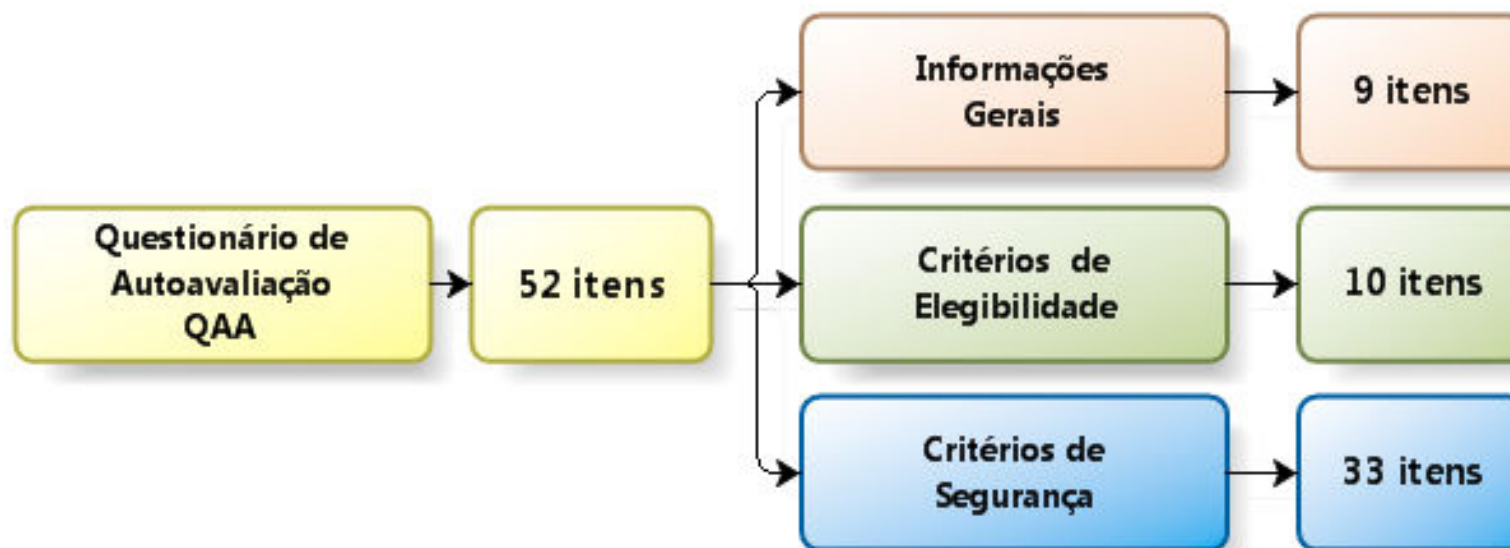 Questionário de
Autoavaliação
QAA
52 itens
Informações
Gerais
9 itens
Critérios de
Elegibilidade
10 itens
Critérios de
Segurança
33 itens